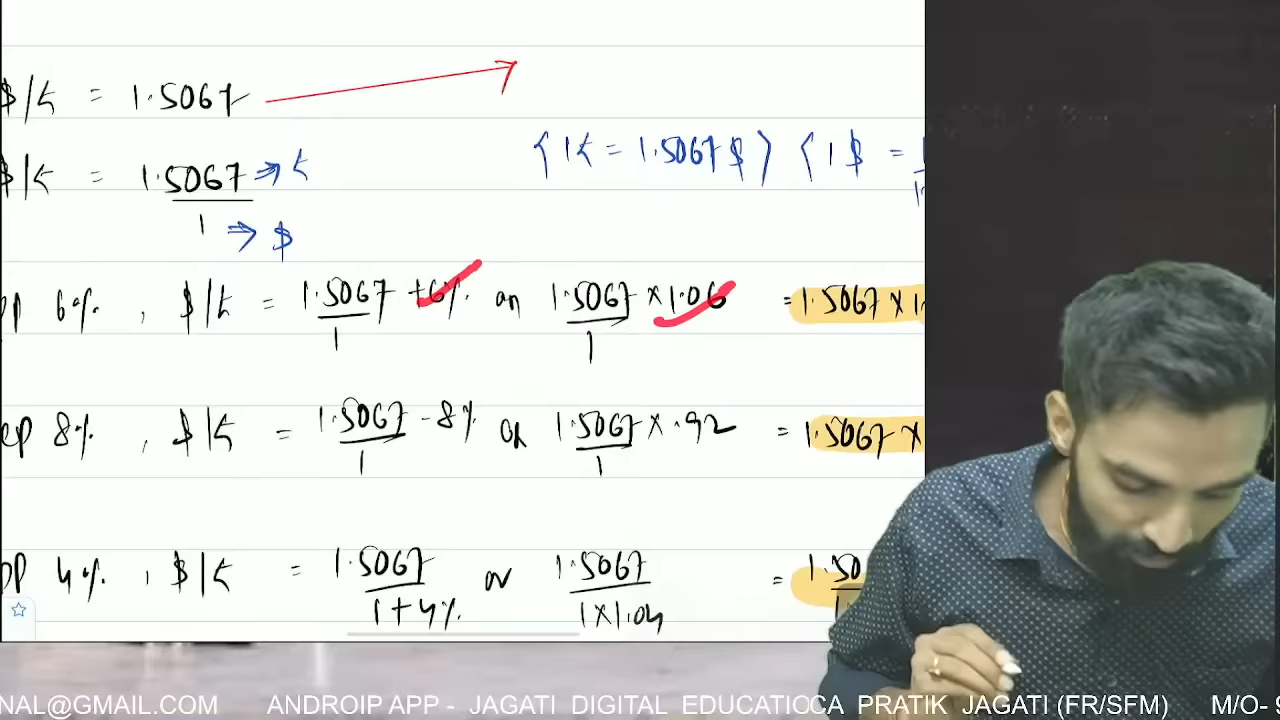 $/K = 1.5067
{ 1K = 1.5067 $ } { 1 $ =
$/K = 1.5067 ⇒ K
1 ⇒ $
pp 6%, $/K = 1.5067 +6% or 1.5067 × 1.06 = 1.5067 × 1.
1 1
ep 8%, $/K = 1.5067 - 8% or 1.5067 × .92 = 1.5067 ×
1 1
pp 4%, $/K = 1.5067 or 1.5067 = 1.50
1+4% 1×1.04
NAL@GMAIL.COM ANDROIP APP - JAGATI DIGITAL EDUCATIOCA PRATIK JAGATI (FR/SFM) M/O-